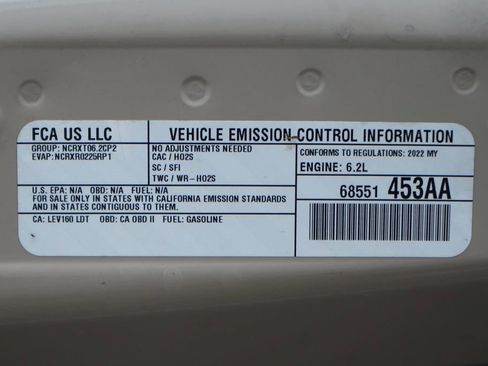 FCA US LLC
VEHICLE EMISSION CONTROL INFORMATION
GROUP: NCRXT06.2CP2
EVAP: NCRXR0225RP1
NO ADJUSTMENTS NEEDED
CAC / HO2S
SC / SFI
TWC / WR-HO2S
CONFORMS TO REGULATIONS: 2022 MY
ENGINE: 6.2L
68551 453AA
U.S. EPA: N/A OBD: N/A FUEL: N/A
FOR SALE ONLY IN STATES WITH CALIFORNIA EMISSION STANDARDS
AND IN STATES CONTIGUOUS TO THEM.
CA: LEV160 LDT OBD: CA OBD II FUEL: GASOLINE